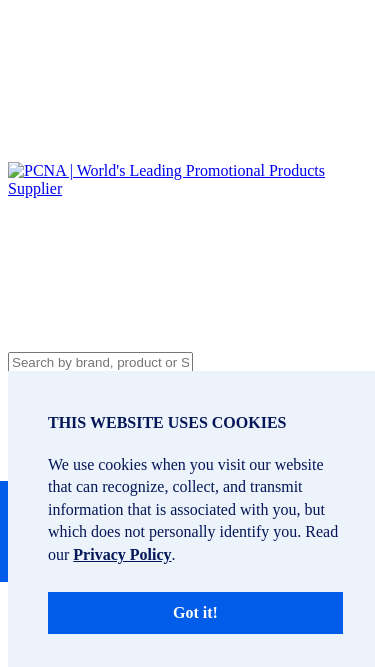 PCNA | World's Leading Promotional Products
Supplier
Search by brand, product or S
THIS WEBSITE USES COOKIES
We use cookies when you visit our website
that can recognize, collect, and transmit
information that is associated with you, but
which does not personally identify you. Read
our Privacy Policy.
Got it!